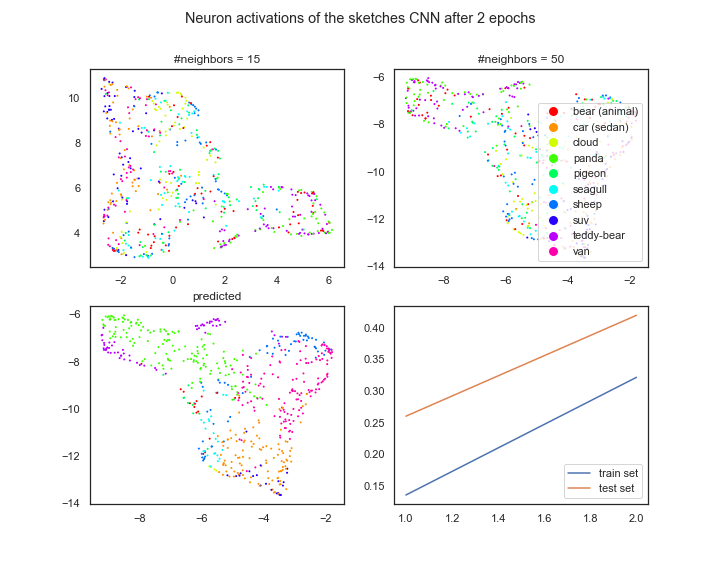 Neuron activations of the sketches CNN after 2 epochs
#neighbors = 15
10
8
6
4
−2
0
2
4
6
#neighbors = 50
−6
−8
−10
−12
−14
−8
−6
−4
−2
bear (animal)
car (sedan)
cloud
panda
pigeon
seagull
sheep
suv
teddy-bear
van
predicted
−6
−8
−10
−12
−14
−8
−6
−4
−2
0.40
0.35
0.30
0.25
0.20
0.15
1.0
1.2
1.4
1.6
1.8
2.0
train set
test set